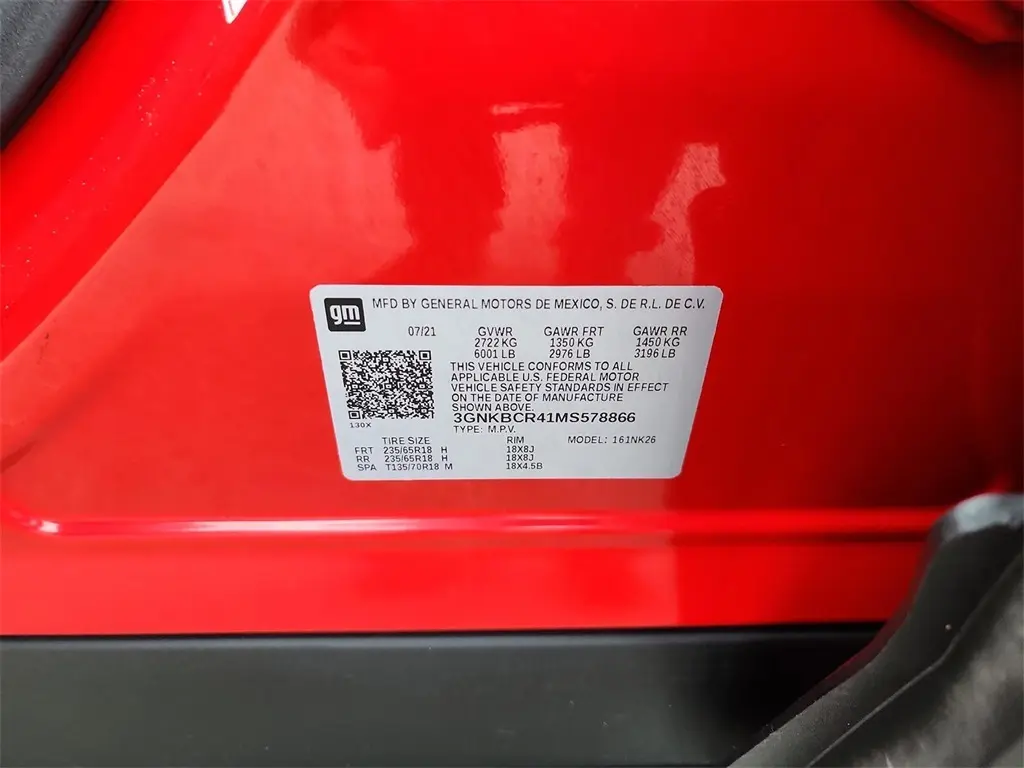 gm MFD BY GENERAL MOTORS DE MEXICO, S. DE R.L. DE C.V.
07/21 GVWR GAWR FRT GAWR RR
2722 KG 1350 KG 1450 KG
6001 LB 2976 LB 3196 LB
THIS VEHICLE CONFORMS TO ALL
APPLICABLE U.S. FEDERAL MOTOR
VEHICLE SAFETY STANDARDS IN EFFECT
ON THE DATE OF MANUFACTURE
SHOWN ABOVE.
3GNKBCR41MS578866
130X TYPE: M.P.V.
TIRE SIZE RIM MODEL: 161NK26
FRT 235/65R18 H 18X8J
RR 235/65R18 H 18X8J
SPA T135/70R18 M 18X4.5B